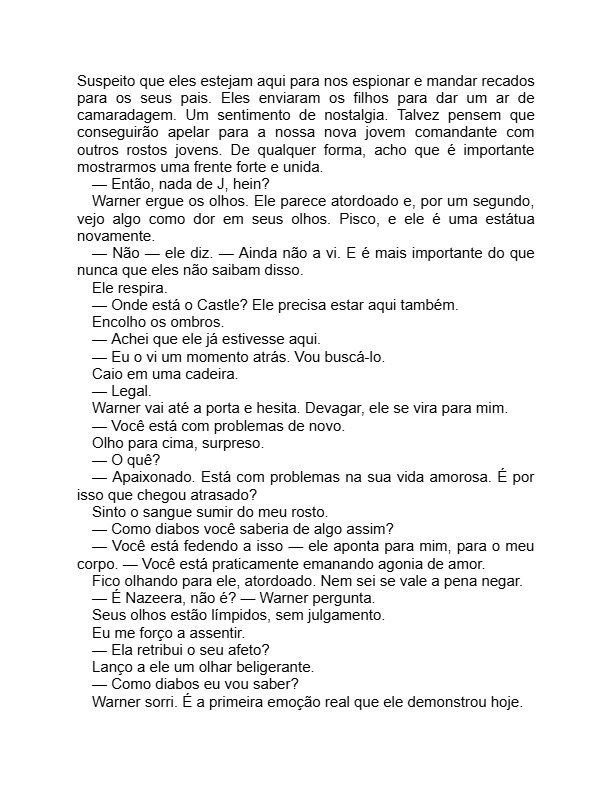 Suspeito que eles estejam aqui para nos espionar e mandar recados
para os seus pais. Eles enviaram os filhos para dar um ar de
camaradagem. Um sentimento de nostalgia. Talvez pensem que
conseguirão apelar para a nossa nova jovem comandante com
outros rostos jovens. De qualquer forma, acho que é importante
mostrarmos uma frente forte e unida.
— Então, nada de J, hein?
Warner ergue os olhos. Ele parece atordoado e, por um segundo,
vejo algo como dor em seus olhos. Pisco, e ele é uma estátua
novamente.
— Não — ele diz. — Ainda não a vi. E é mais importante do que
nunca que eles não saibam disso.
Ele respira.
— Onde está o Castle? Ele precisa estar aqui também.
Encolho os ombros.
— Achei que ele já estivesse aqui.
— Eu o vi um momento atrás. Vou buscá-lo.
Caio em uma cadeira.
— Legal.
Warner vai até a porta e hesita. Devagar, ele se vira para mim.
— Você está com problemas de novo.
Olho para cima, surpreso.
— O quê?
— Apaixonado. Está com problemas na sua vida amorosa. É por
isso que chegou atrasado?
Sinto o sangue sumir do meu rosto.
— Como diabos você saberia de algo assim?
— Você está fedendo a isso — ele aponta para mim, para o meu
corpo. — Você está praticamente emanando agonia de amor.
Fico olhando para ele, atordoado. Nem sei se vale a pena negar.
— É Nazeera, não é? — Warner pergunta.
Seus olhos estão límpidos, sem julgamento.
Eu me forço a assentir.
— Ela retribui o seu afeto?
Lanço a ele um olhar beligerante.
— Como diabos eu vou saber?
Warner sorri. É a primeira emoção real que ele demonstrou hoje.